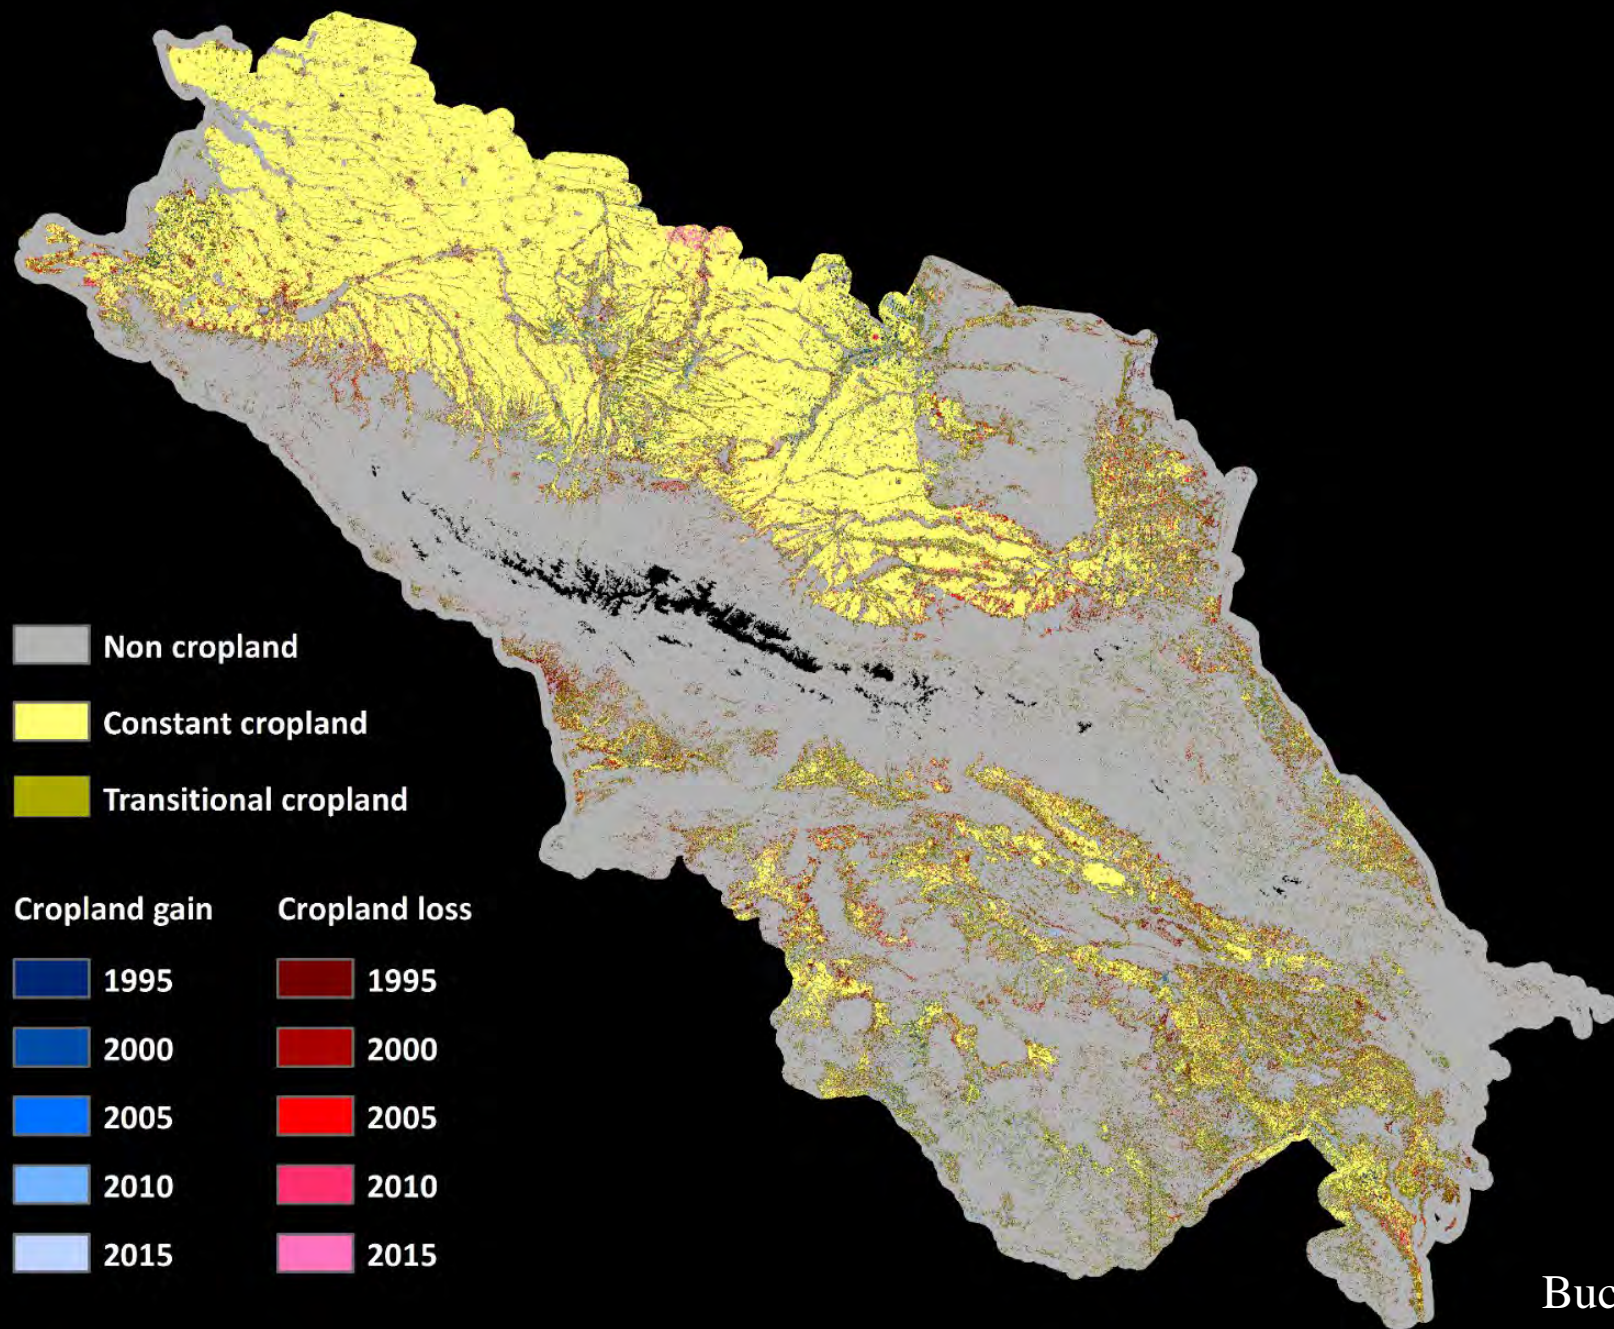 Non cropland
Constant cropland
Transitional cropland
Cropland gain Cropland loss
1995 1995
2000 2000
2005 2005
2010 2010
2015 2015
Buc